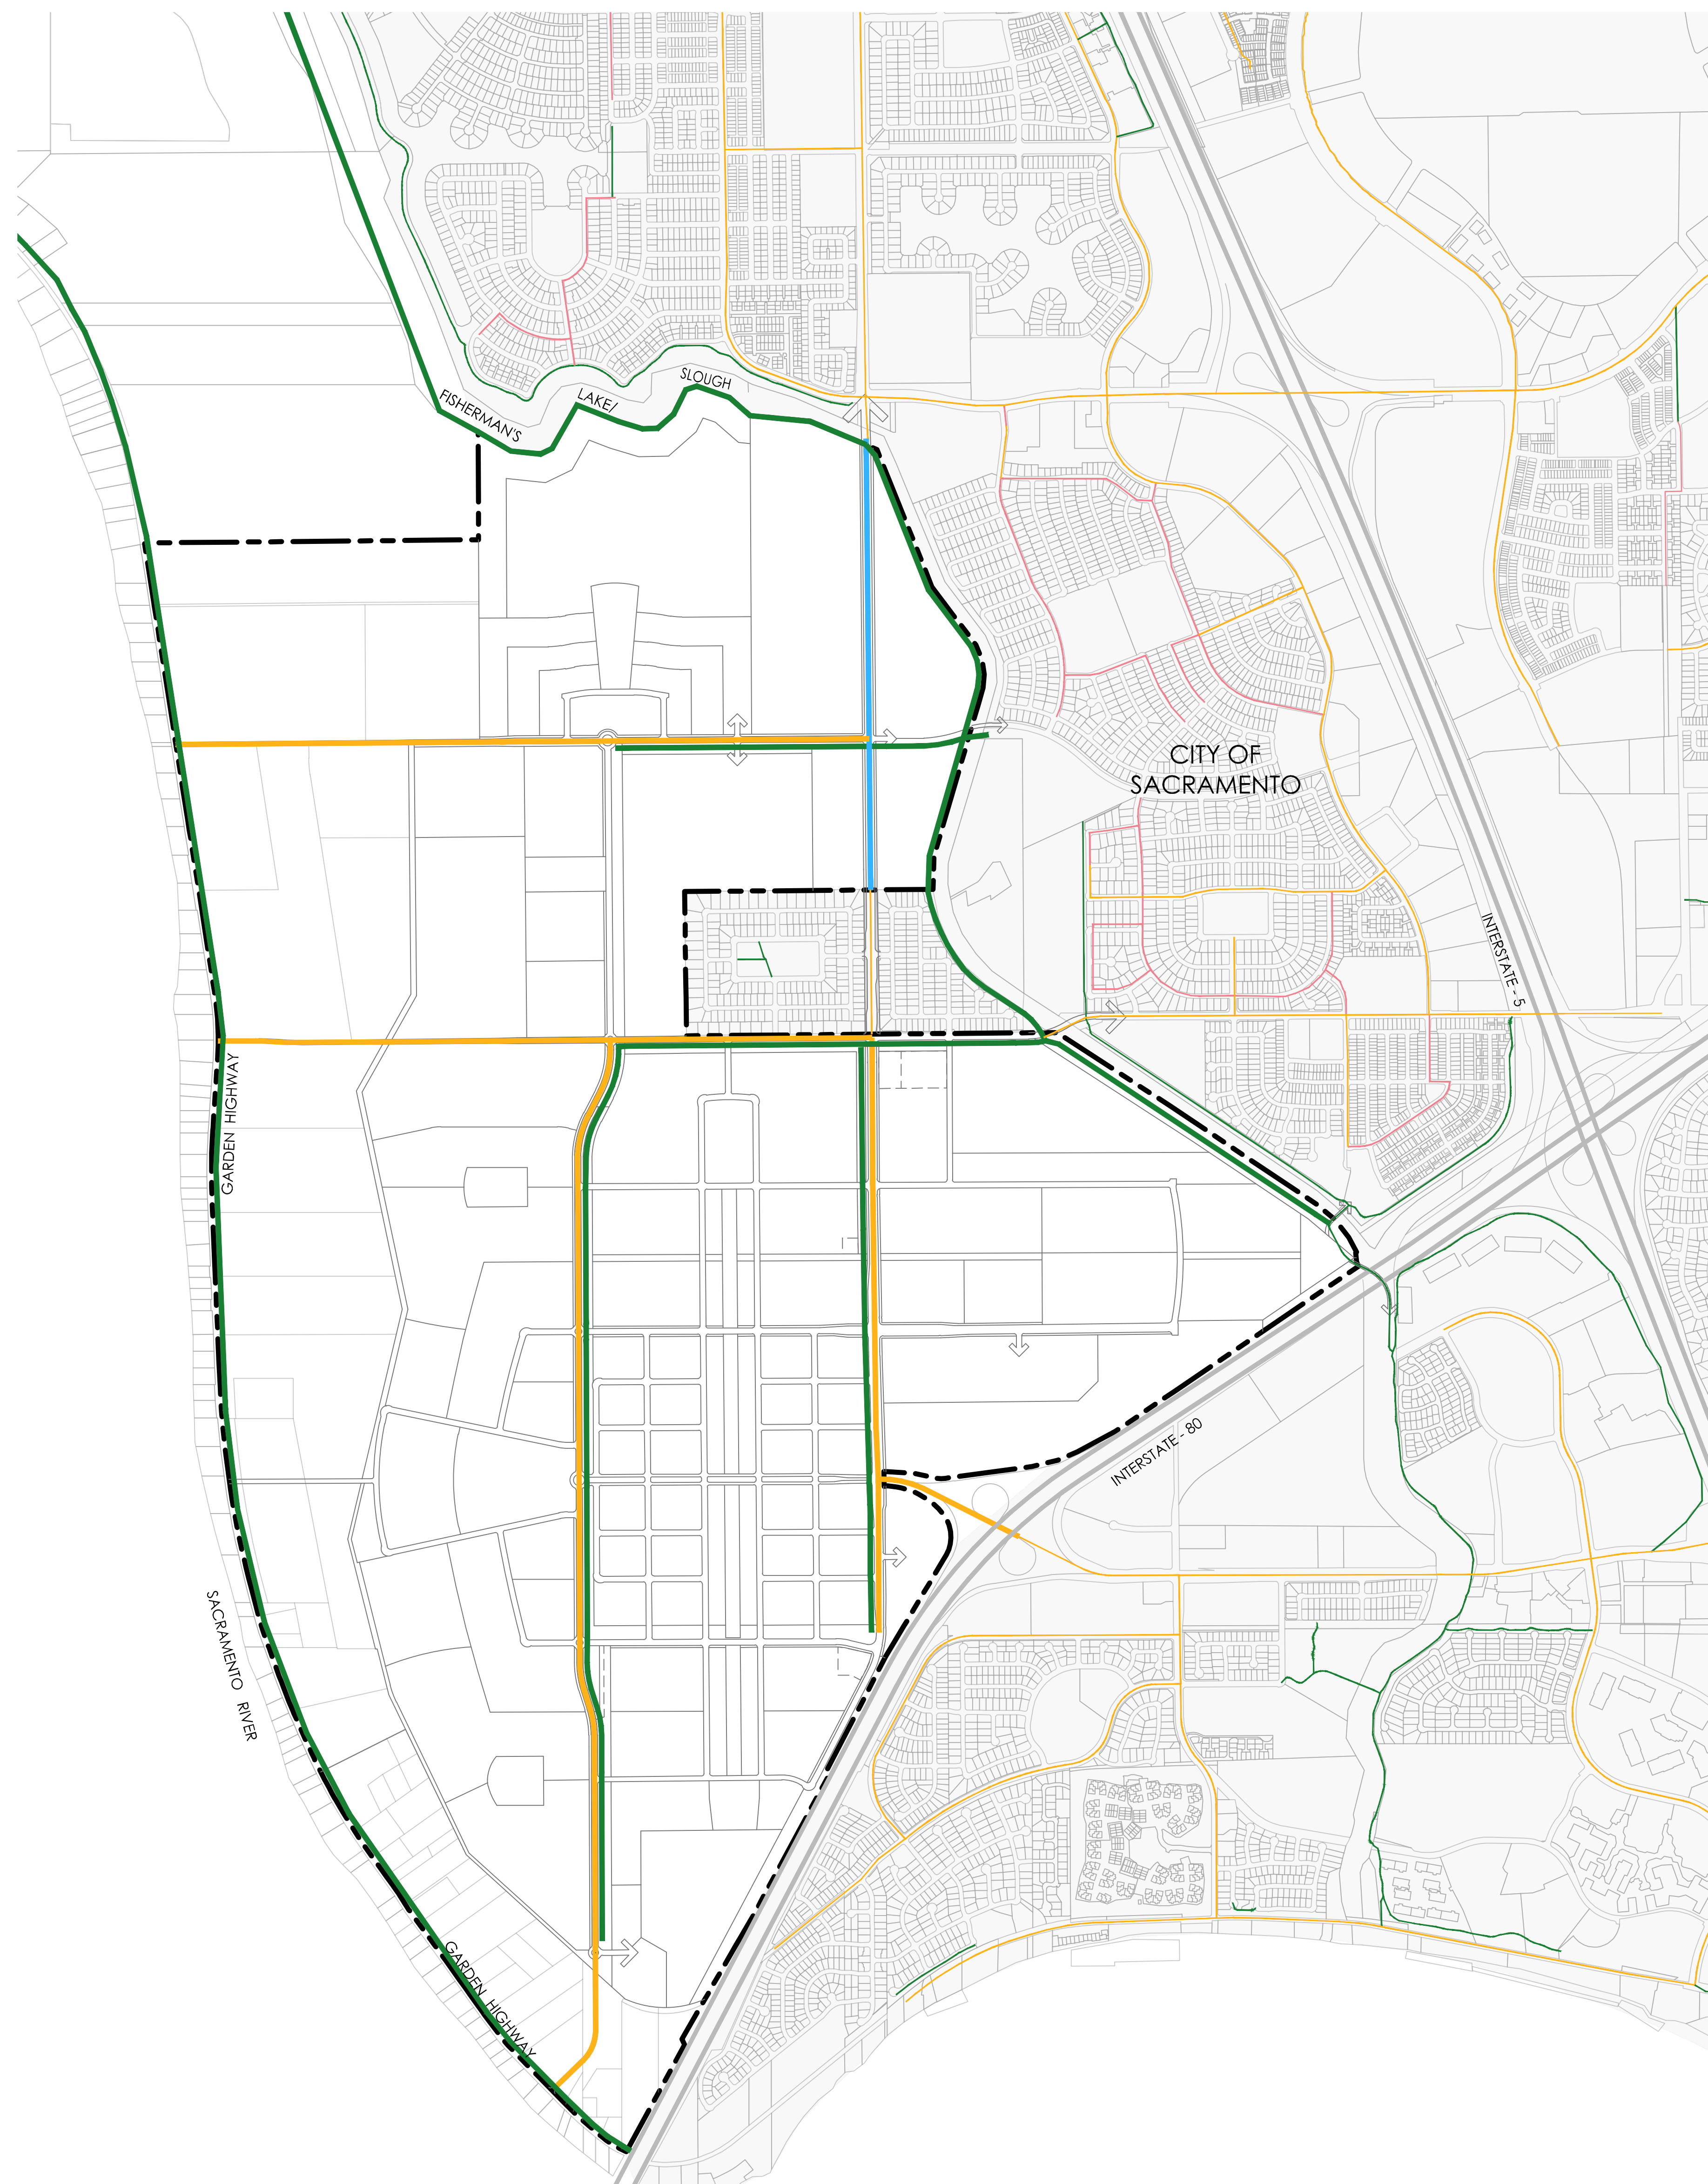 FISHERMAN'S
LAKE/
SLOUGH
CITY OF
SACRAMENTO
INTERSTATE - 5
GARDEN HIGHWAY
INTERSTATE - 80
SACRAMENTO RIVER
GARDEN HIGHWAY